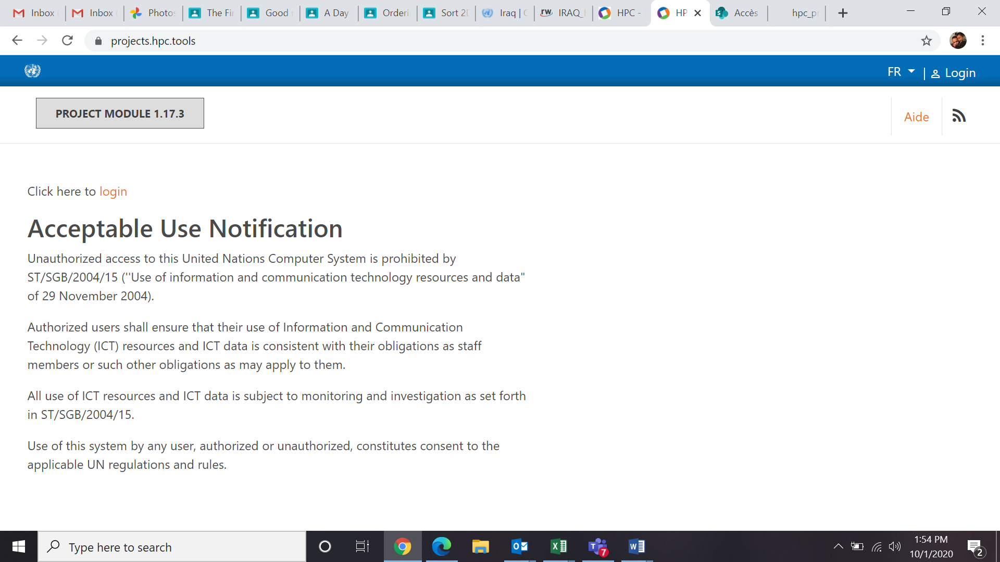 Inbox
Inbox
Photos
The Fir
Good
A Day
Orderi
Sort 2
Iraq |
IRAQ_
HPC -
HP
Accès
hpc_p
projects.hpc.tools
FR
| Login
PROJECT MODULE 1.17.3
Aide
Click here to login
Acceptable Use Notification
Unauthorized access to this United Nations Computer System is prohibited by
ST/SGB/2004/15 (''Use of information and communication technology resources and data"
of 29 November 2004).
Authorized users shall ensure that their use of Information and Communication
Technology (ICT) resources and ICT data is consistent with their obligations as staff
members or such other obligations as may apply to them.
All use of ICT resources and ICT data is subject to monitoring and investigation as set forth
in ST/SGB/2004/15.
Use of this system by any user, authorized or unauthorized, constitutes consent to the
applicable UN regulations and rules.
Type here to search
7
1:54 PM
10/1/2020
2